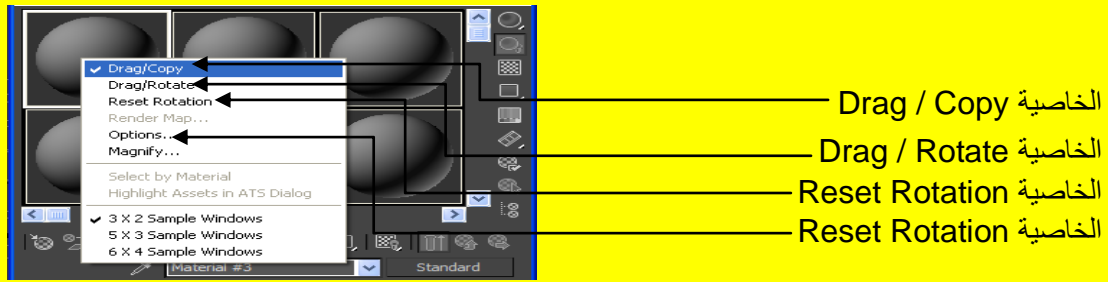 Drag/Copy
Drag/Rotate
Reset Rotation
Render Map...
Options...
Magnify...
Select by Material
Highlight Assets in ATS Dialog
3 X 2 Sample Windows
5 X 3 Sample Windows
6 X 4 Sample Windows
Material #3
Standard
الخاصية Drag / Copy
الخاصية Drag / Rotate
الخاصية Reset Rotation
الخاصية Reset Rotation